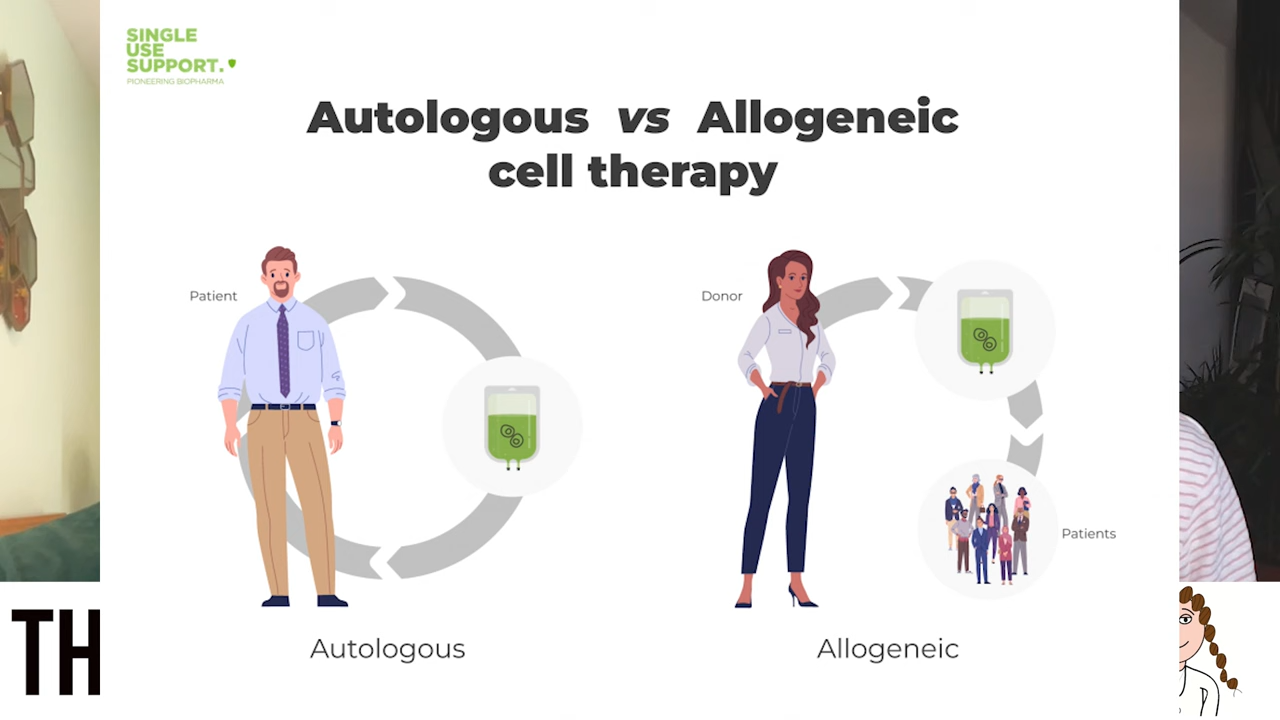 SINGLE
USE
SUPPORT.
PIONEERING BIOPHARMA
Autologous vs Allogeneic
cell therapy
Patient
Donor
Patients
Autologous
Allogeneic
TH